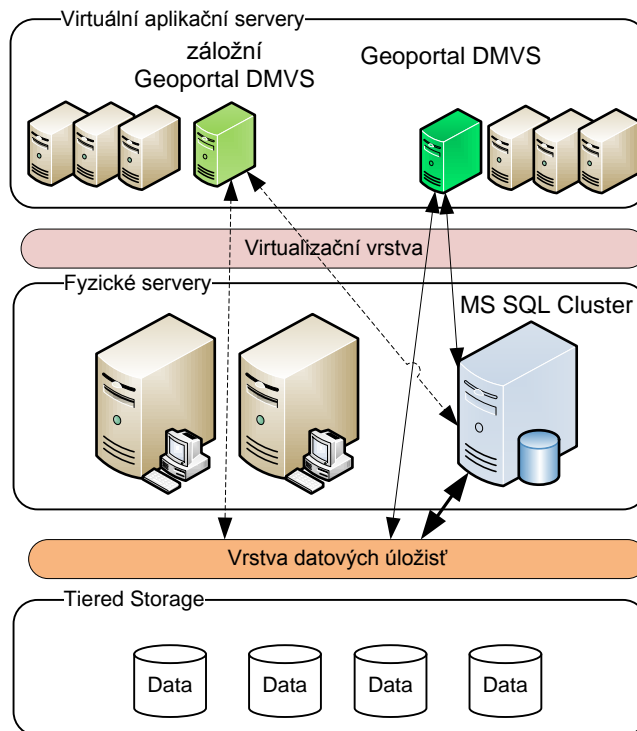 Virtuální aplikační servery
záložní
Geoportal DMVS
Geoportal DMVS
Virtualizační vrstva
Fyzické servery
MS SQL Cluster
Vrstva datových úložisť
Tiered Storage
Data
Data
Data
Data